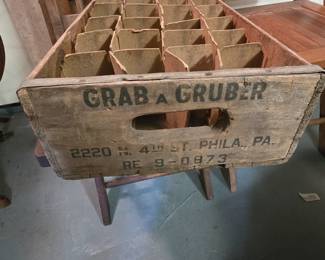 GRAB A GRUBER
2220 N. 4TH ST. PHILA., PA.
RE 9-0873